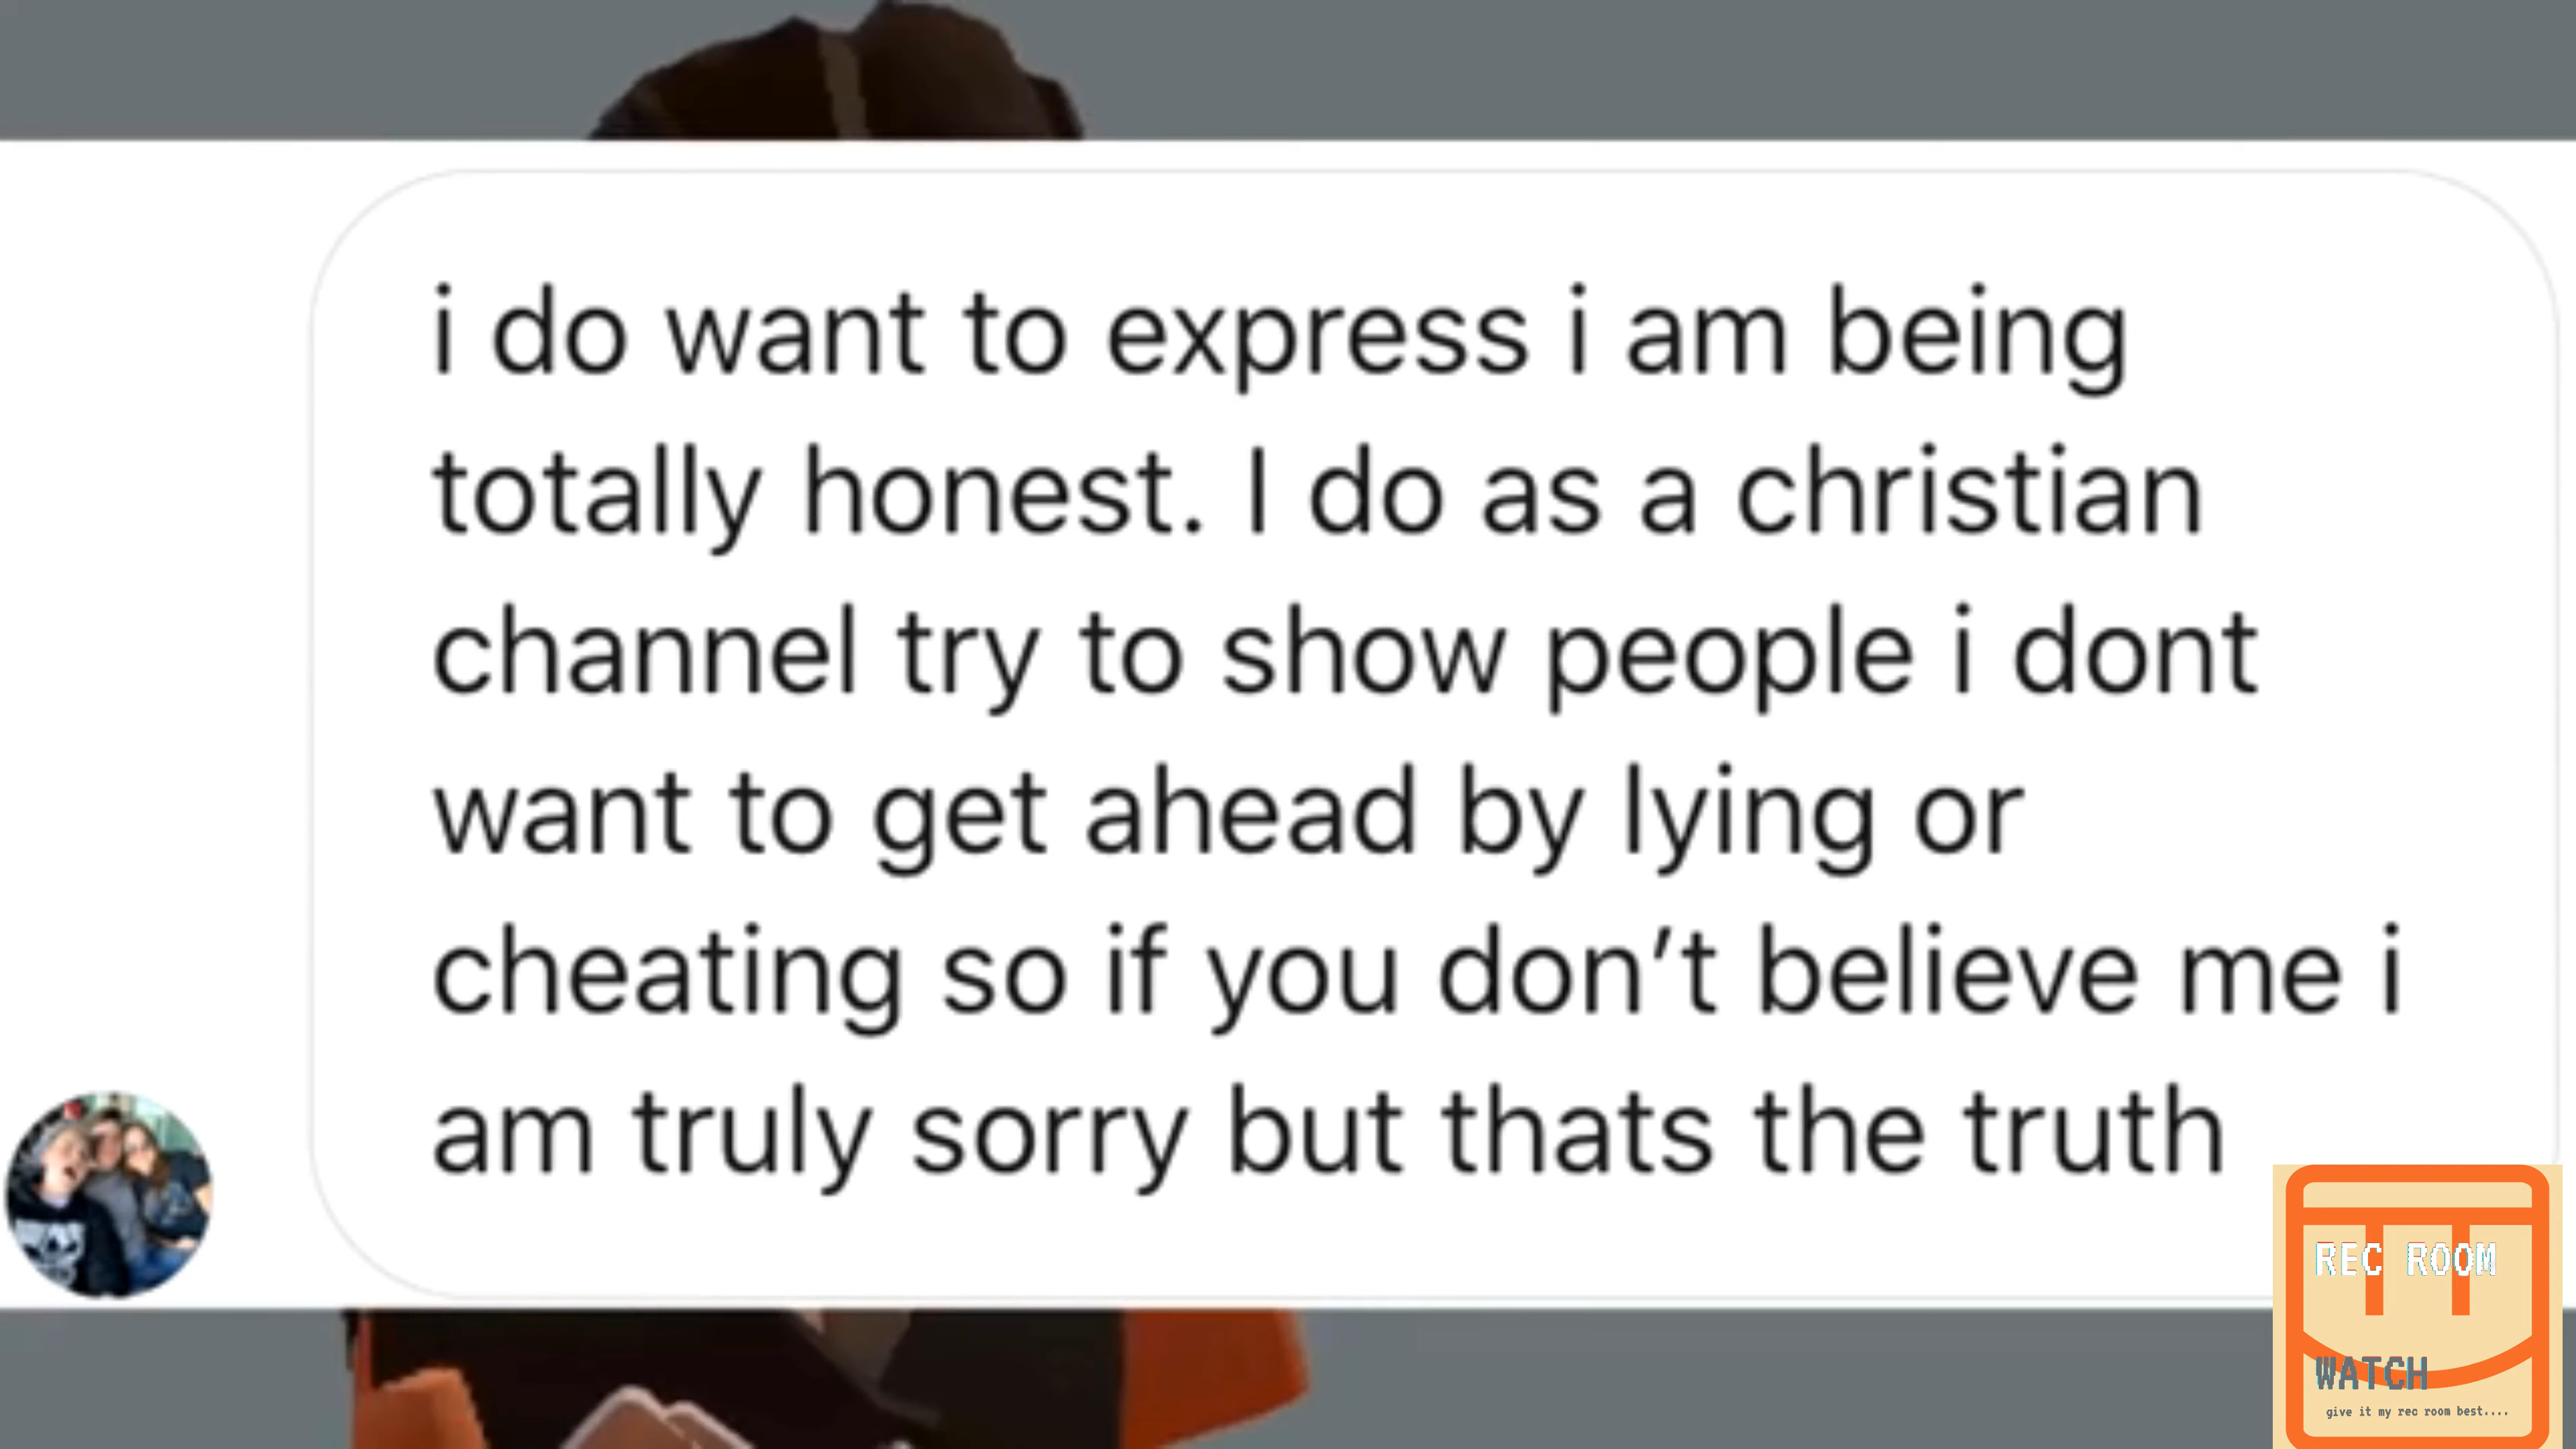 i do want to express i am being
totally honest. I do as a christian
channel try to show people i dont
want to get ahead by lying or
cheating so if you don’t believe me i
am truly sorry but thats the truth
REC ROOM
WATCH
give it my rec room best....